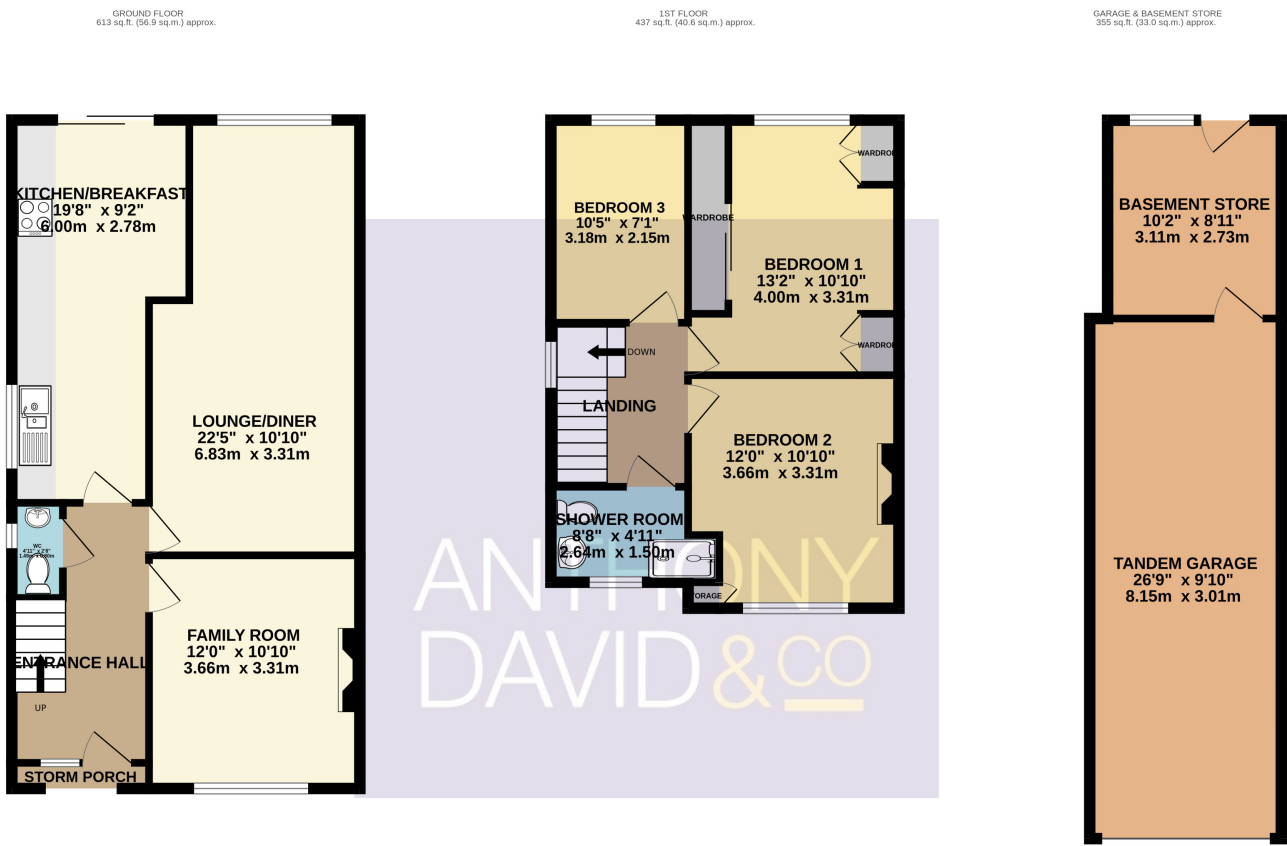 GROUND FLOOR
613 sq.ft. (56.9 sq.m.) approx.
1ST FLOOR
437 sq.ft. (40.6 sq.m.) approx.
GARAGE & BASEMENT STORE
355 sq.ft. (33.0 sq.m.) approx.
KITCHEN/BREAKFAST
19'8" x 9'2"
6.00m x 2.78m
LOUNGE/DINER
22'5" x 10'10"
6.83m x 3.31m
WC
4'11" x 2'8"
FAMILY ROOM
12'0" x 10'10"
3.66m x 3.31m
ENTRANCE HALL
UP
STORM PORCH
BEDROOM 3
10'5" x 7'1"
3.18m x 2.15m
WARDROBE
WARDROBE
BEDROOM 1
13'2" x 10'10"
4.00m x 3.31m
WARDROBE
DOWN
LANDING
BEDROOM 2
12'0" x 10'10"
3.66m x 3.31m
SHOWER ROOM
8'8" x 4'11"
2.64m x 1.50m
STORAGE
BASEMENT STORE
10'2" x 8'11"
3.11m x 2.73m
TANDEM GARAGE
26'9" x 9'10"
8.15m x 3.01m
ANTHONY
DAVID & CO